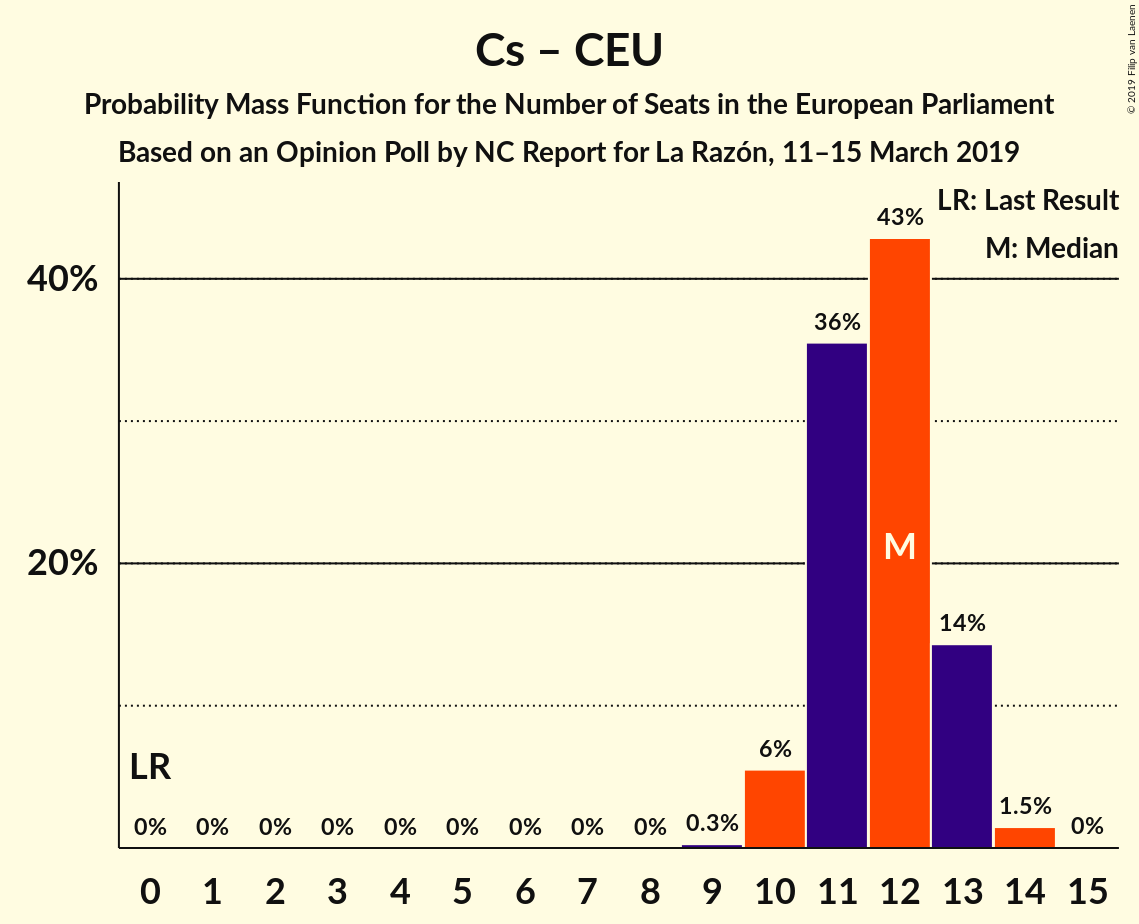 Cs – CEU
Probability Mass Function for the Number of Seats in the European Parliament
Based on an Opinion Poll by NC Report for La Razón, 11–15 March 2019
© 2019 Filip van Laenen
LR: Last Result
M: Median
40%
20%
43%
36%
M
14%
6%
LR
0% 0% 0% 0% 0% 0% 0% 0% 0% 0.3% 1.5% 0%
0 1 2 3 4 5 6 7 8 9 10 11 12 13 14 15